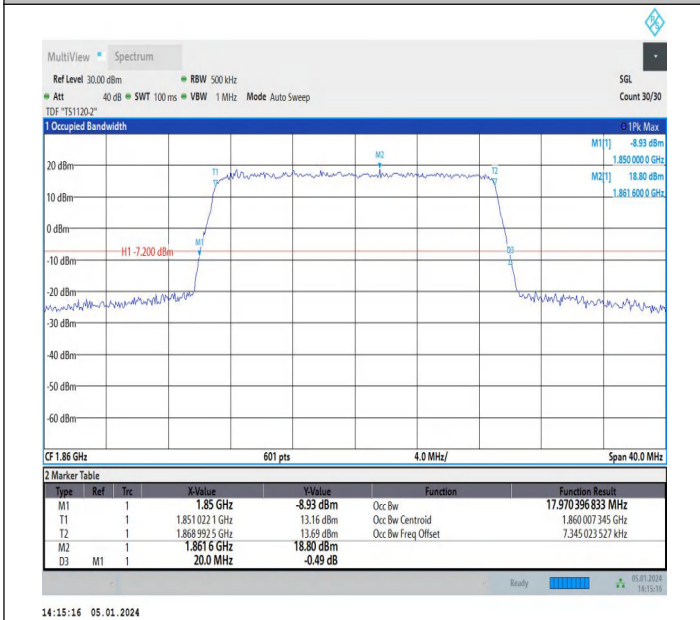 R&S
MultiView Spectrum
Ref Level 30.00 dBm RBW 500 kHz SGL
Att 40 dB SWT 100 ms VBW 1 MHz Mode Auto Sweep Count 30/30
TDF "TS1120-2"
1 Occupied Bandwidth 1Pk Max
M1[1] -8.93 dBm
1.850 000 0 GHz
M2[1] 18.80 dBm
1.861 600 0 GHz
M2
T1
T2
20 dBm
10 dBm
0 dBm
M1
H1 -7.200 dBm
D3
-10 dBm
-20 dBm
-30 dBm
-40 dBm
-50 dBm
-60 dBm
CF 1.86 GHz 601 pts 4.0 MHz/ Span 40.0 MHz
2 Marker Table
Type Ref Trc X-Value Y-Value Function Function Result
M1 1 1.85 GHz -8.93 dBm Occ Bw 17.970 396 833 MHz
T1 1 1.851 022 1 GHz 13.16 dBm Occ Bw Centroid 1.860 007 345 GHz
T2 1 1.868 992 5 GHz 13.69 dBm Occ Bw Freq Offset 7.345 023 527 kHz
M2 1 1.861 6 GHz 18.80 dBm
D3 M1 1 20.0 MHz -0.49 dB
Ready 05.01.2024
14:15:16
14:15:16 05.01.2024